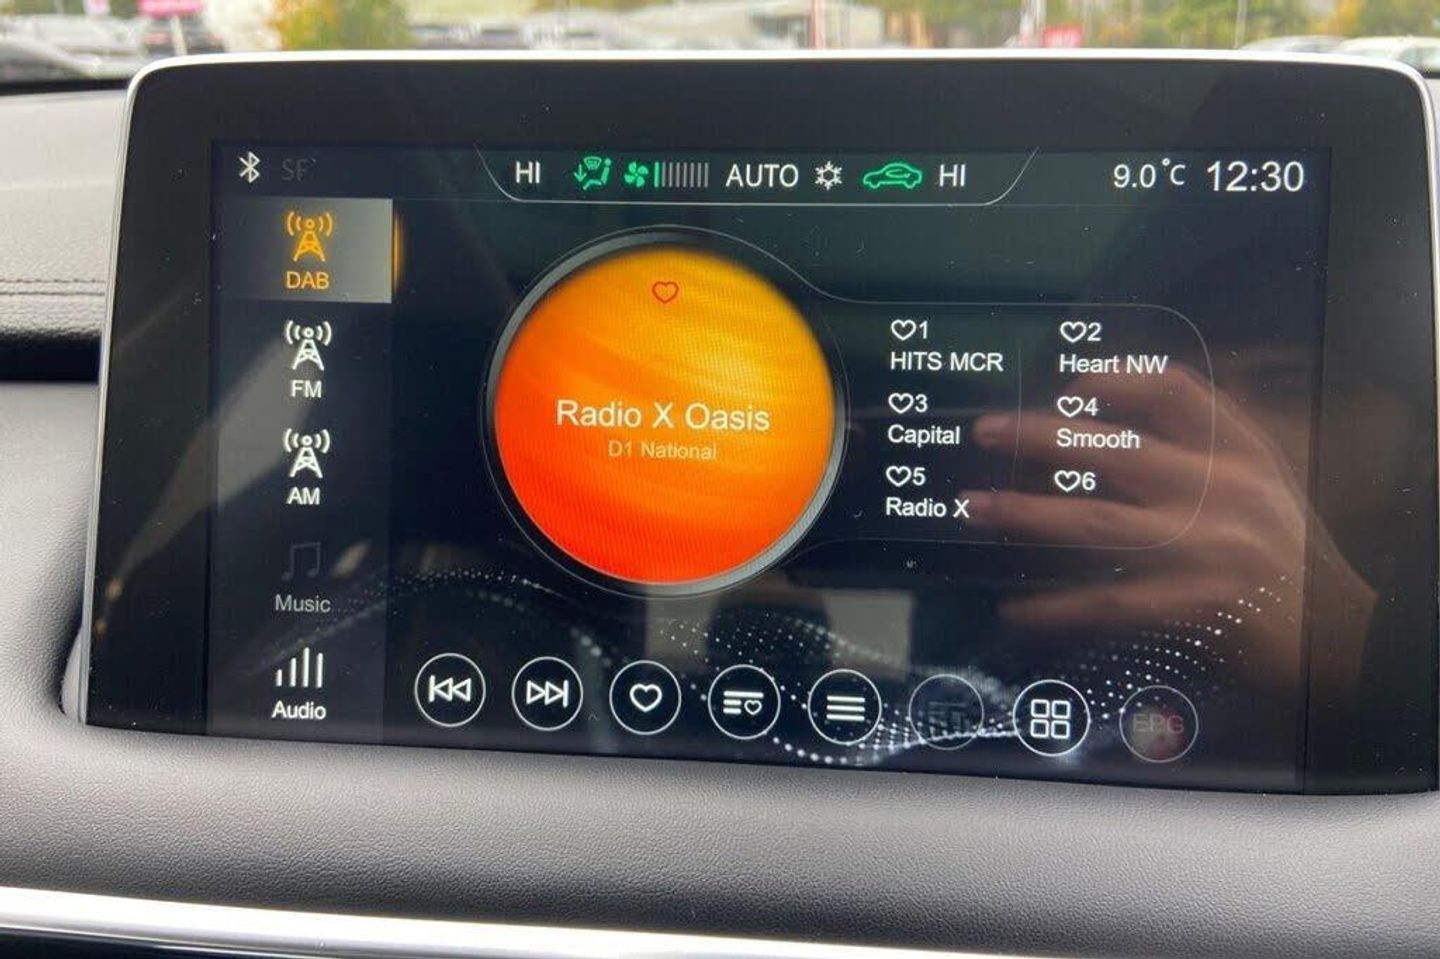 SF
HI AUTO HI
9.0°C 12:30
DAB
FM
AM
Music
Audio
Radio X Oasis
D1 National
1
HITS MCR
2
Heart NW
3
Capital
4
Smooth
5
Radio X
6
EPG